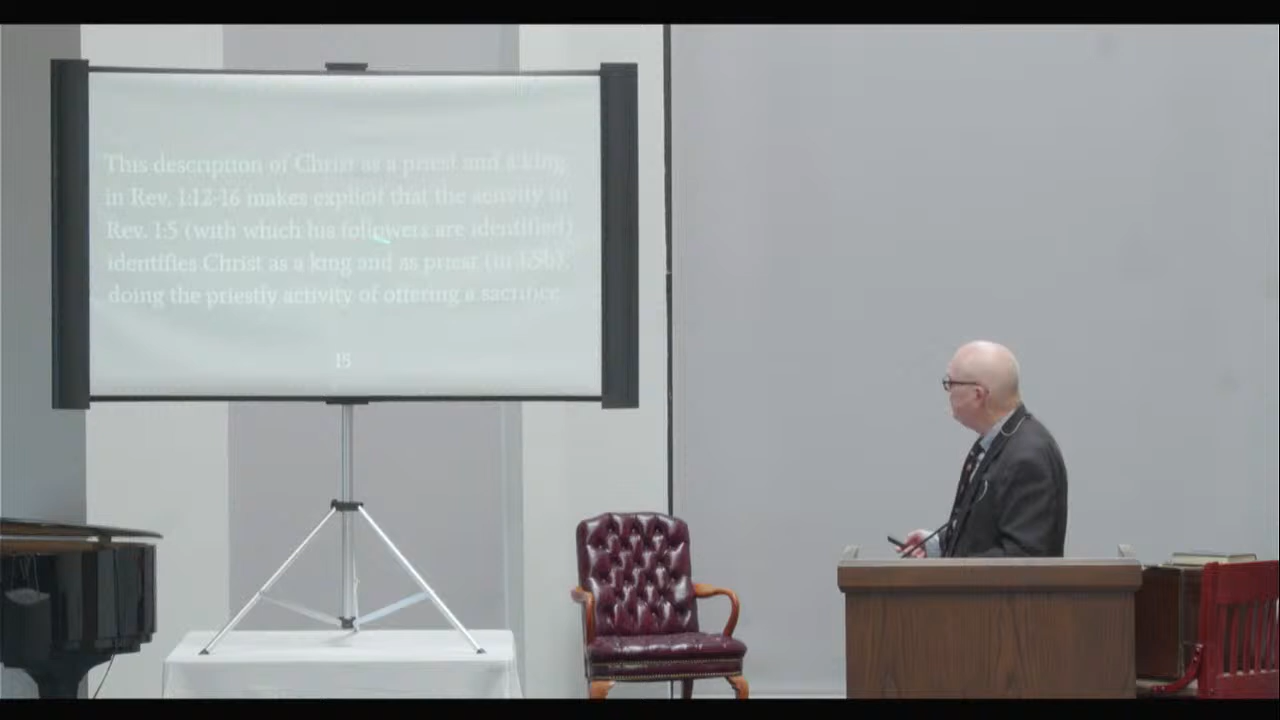 This description of Christ as a priest and a king
in Rev. 1:12-16 makes explicit that the activity in
Rev. 1:5 (with which his followers are identified)
identifies Christ as a king and as priest (in 1:5b),
doing the priestly activity of offering a sacrifice
15